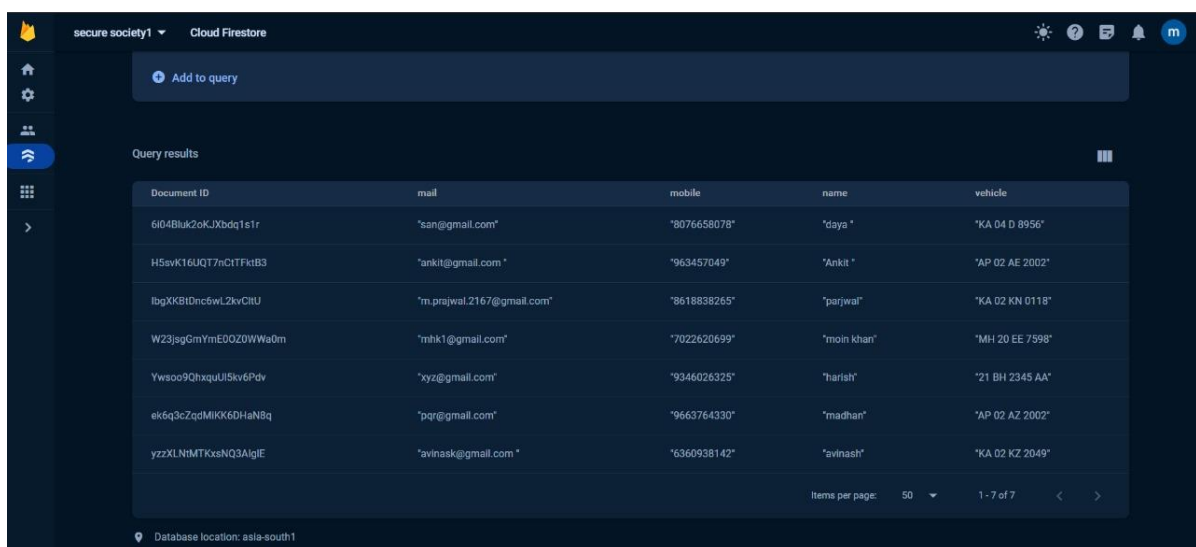 secure society1 Cloud Firestore m
Add to query
Query results
Document ID mail mobile name vehicle
6I04Bluk2oKJXbdq1s1r "san@gmail.com" "8076658078" "daya " "KA 04 D 8956"
H5svK16UQT7nCtTFktB3 "ankit@gmail.com " "963457049" "Ankit " "AP 02 AE 2002"
IbgXKBtDnc6wL2kvCltU "m.prajwal.2167@gmail.com" "8618838265" "parjwal" "KA 02 KN 0118"
W23jsgGmYmE0OZ0WWa0m "mhk1@gmail.com" "7022620699" "moin khan" "MH 20 EE 7598"
Ywsoo9QhxquUl5kv6Pdv "xyz@gmail.com" "9346026325" "harish" "21 BH 2345 AA"
ek6q3cZqdMiKK6DHaN8q "pqr@gmail.com" "9663764330" "madhan" "AP 02 AZ 2002"
yzzXLNtMTKxsNQ3AlgIE "avinask@gmail.com " "6360938142" "avinash" "KA 02 KZ 2049"
Items per page: 50 1 - 7 of 7
Database location: asia-south1